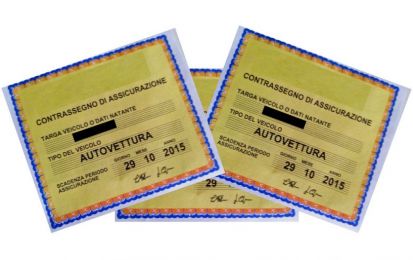 CONTRASSEGNO DI ASSICURAZIONE
TARGA VEICOLO O DATI NATANTE
TIPO DEL VEICOLO
AUTOVETTURA
GIORNO MESE ANNO
SCADENZA PERIODO ASSICURAZIONE 29 10 2015
CONTRASSEGNO DI ASSICURAZIONE
TARGA VEICOLO O DATI NATANTE
TIPO DEL VEICOLO
AUTOVETTURA
GIORNO MESE ANNO
SCADENZA PERIODO ASSICURAZIONE 29 10 2015
29 10 2015